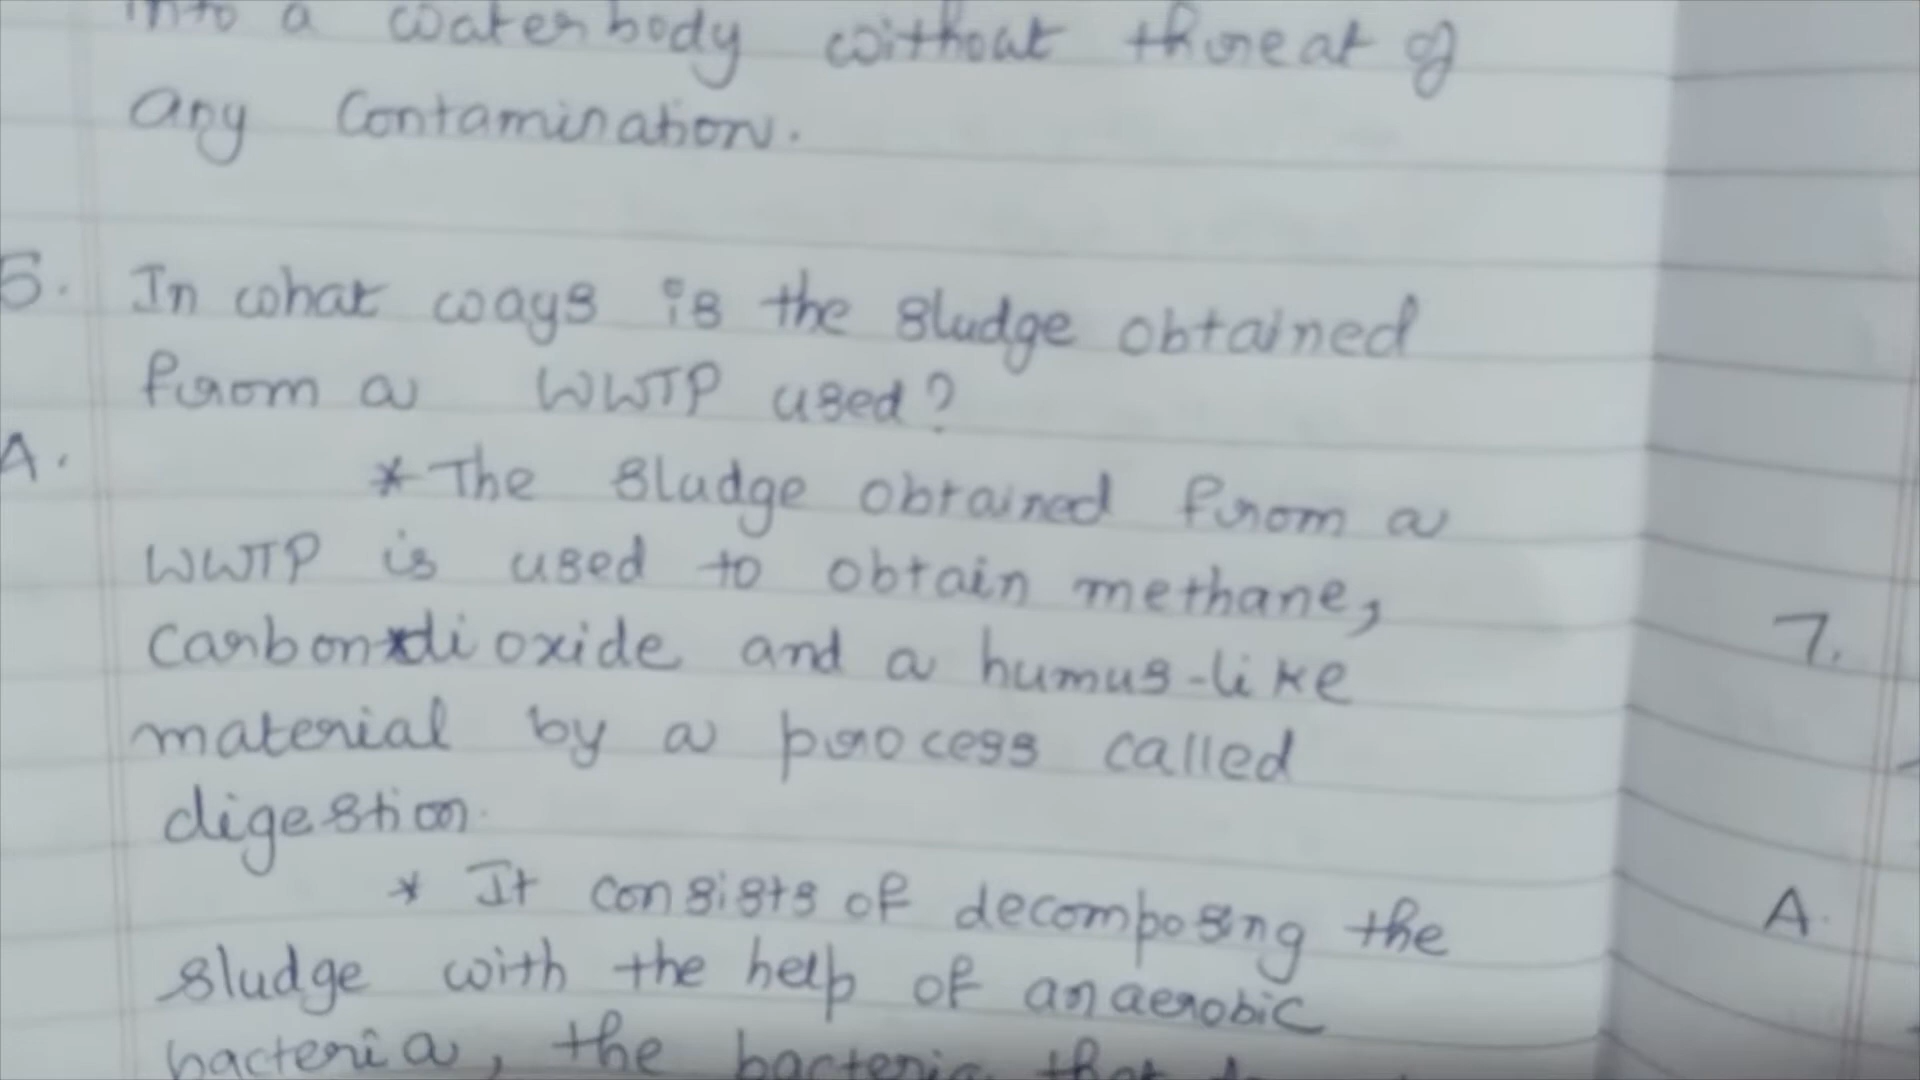 into a waterbody without threat of
any contamination.
5. In what ways is the sludge obtained
from a WWTP used?
A. * The sludge obtained from a
WWTP is used to obtain methane,
carbondioxide and a humus-like
material by a process called
digestion.
* It consists of decomposing the
sludge with the help of anaerobic
bacteria, the bacteria that
7.
A.